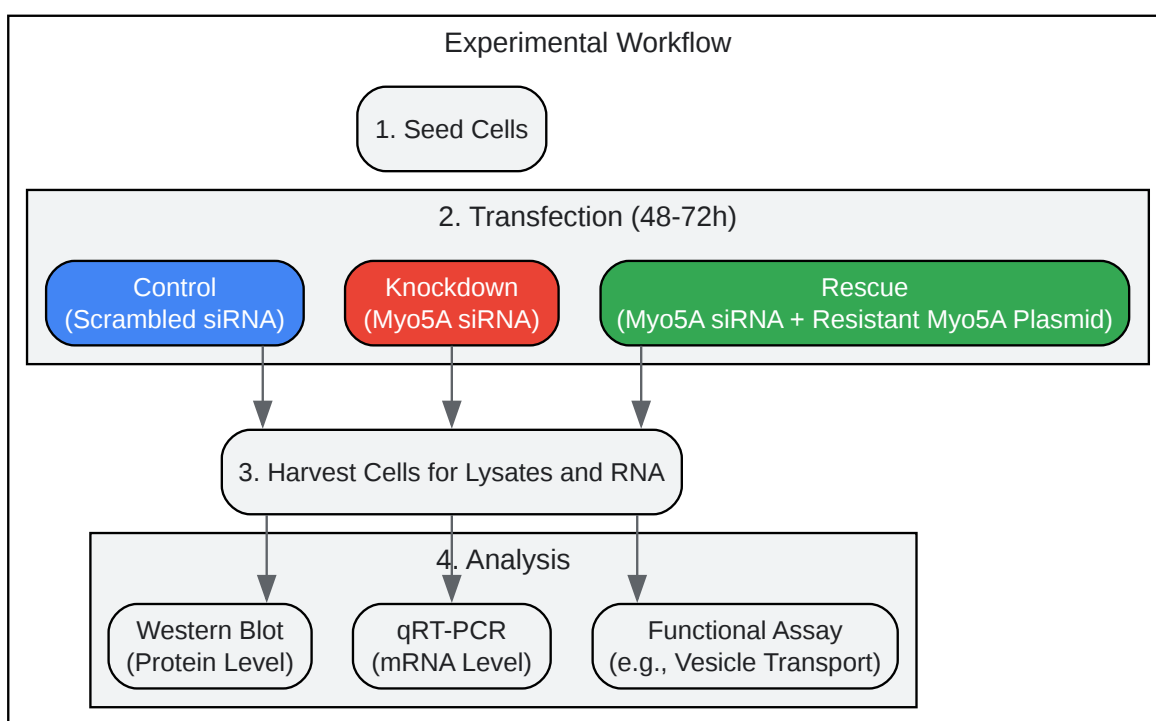 Experimental Workflow
1. Seed Cells
2. Transfection (48-72h)
Control
(Scrambled siRNA)
Knockdown
(Myo5A siRNA)
Rescue
(Myo5A siRNA + Resistant Myo5A Plasmid)
3. Harvest Cells for Lysates and RNA
4. Analysis
Western Blot
(Protein Level)
qRT-PCR
(mRNA Level)
Functional Assay
(e.g., Vesicle Transport)